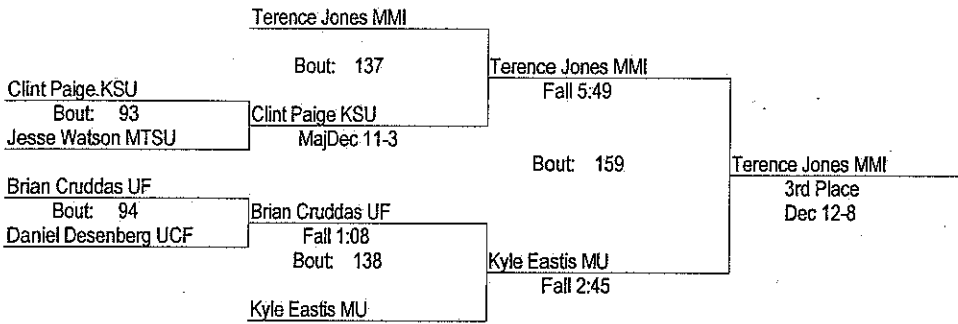 Terence Jones MMI
Bout: 137
Terence Jones MMI
Fall 5:49
Clint Paige KSU
Bout: 93
Clint Paige KSU
MajDec 11-3
Jesse Watson MTSU
Bout: 159
Terence Jones MMI
3rd Place
Dec 12-8
Brian Cruddas UF
Bout: 94
Brian Cruddas UF
Fall 1:08
Daniel Desenberg UCF
Bout: 138
Kyle Eastis MU
Fall 2:45
Kyle Eastis MU